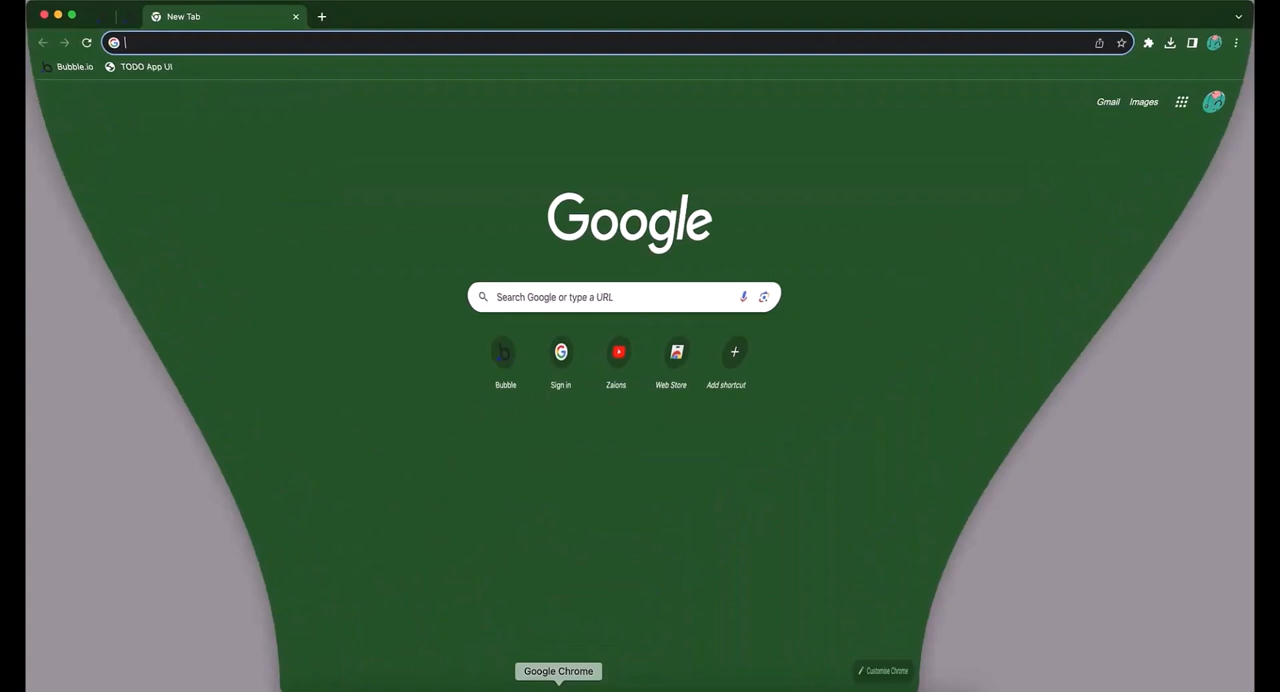 New Tab
Bubble.io TODO App UI
Gmail Images
Google
Search Google or type a URL
Bubble Sign in Zaions Web Store Add shortcut
Google Chrome
Customise Chrome